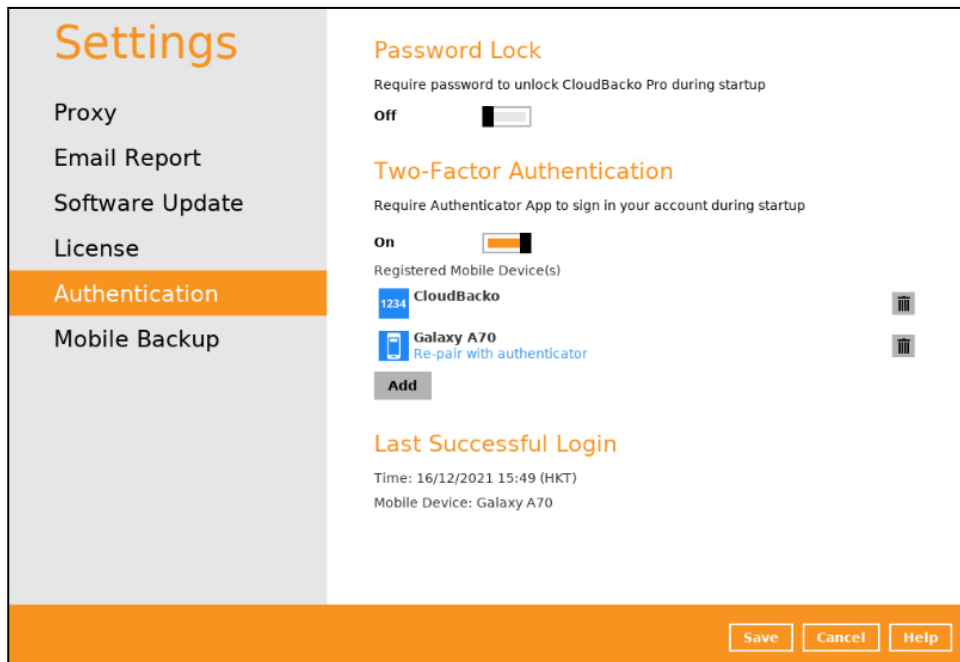 Settings
Proxy
Email Report
Software Update
License
Authentication
Mobile Backup
Password Lock
Require password to unlock CloudBacko Pro during startup
Off
Two-Factor Authentication
Require Authenticator App to sign in your account during startup
On
Registered Mobile Device(s)
1234 CloudBacko
Galaxy A70
Re-pair with authenticator
Add
Last Successful Login
Time: 16/12/2021 15:49 (HKT)
Mobile Device: Galaxy A70
Save Cancel Help